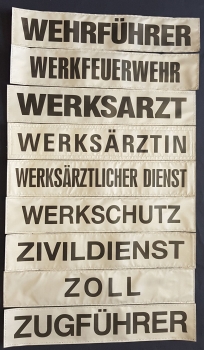 WEHRFÜHRER
WERKFEUERWEHR
WERKSARZT
WERKSÄRZTIN
WERKSÄRZTLICHER DIENST
WERKSCHUTZ
ZIVILDIENST
ZOLL
ZUGFÜHRER